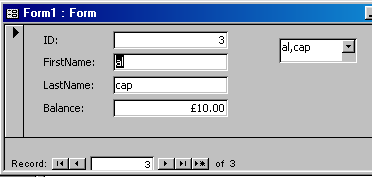 Form1 : Form
ID: 3
al,cap
FirstName: al
LastName: cap
Balance: £10.00
Record: 3 of 3